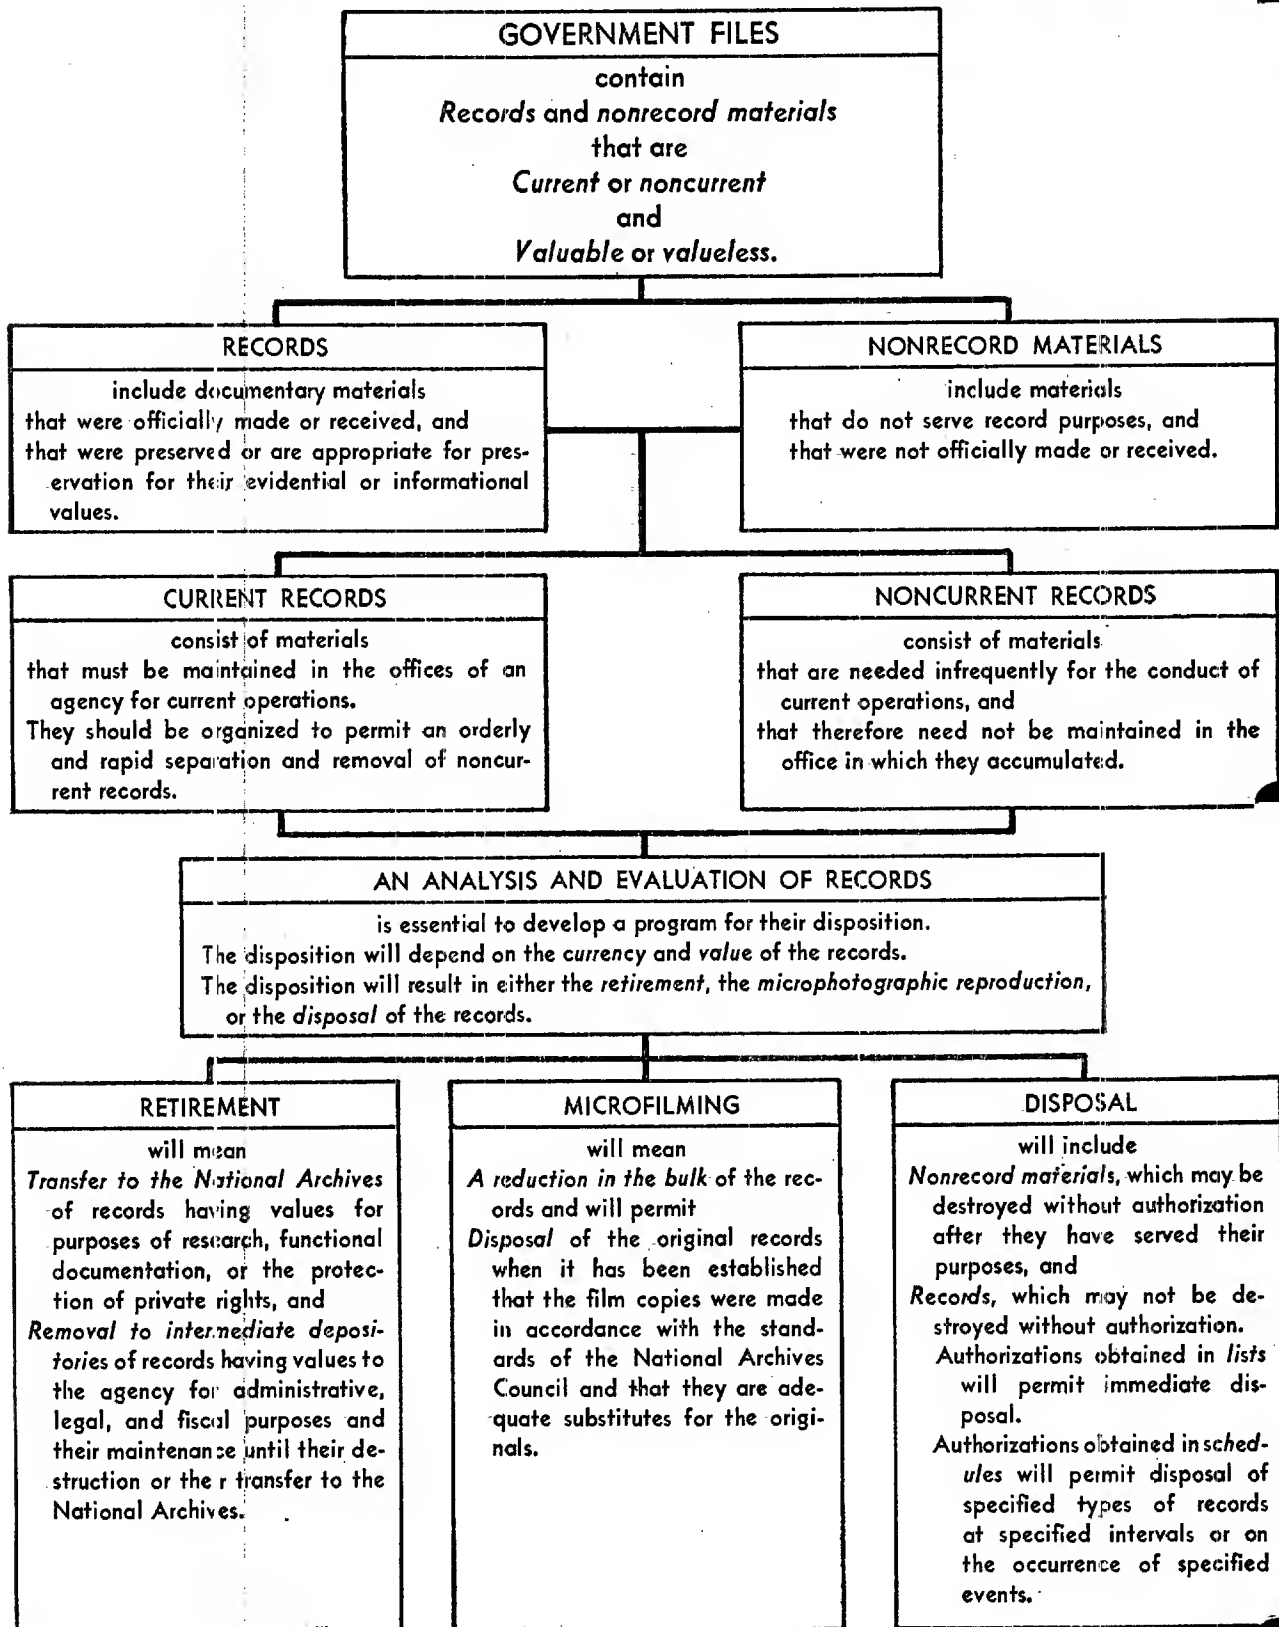 GOVERNMENT FILES
contain
Records and nonrecord materials
that are
Current or noncurrent
and
Valuable or valueless.
RECORDS
include documentary materials
that were officially made or received, and
that were preserved or are appropriate for pres-
ervation for their evidential or informational
values.
NONRECORD MATERIALS
include materials
that do not serve record purposes, and
that were not officially made or received.
CURRENT RECORDS
consist of materials
that must be maintained in the offices of an
agency for current operations.
They should be organized to permit an orderly
and rapid separation and removal of noncur-
rent records.
NONCURRENT RECORDS
consist of materials
that are needed infrequently for the conduct of
current operations, and
that therefore need not be maintained in the
office in which they accumulated.
AN ANALYSIS AND EVALUATION OF RECORDS
is essential to develop a program for their disposition.
The disposition will depend on the currency and value of the records.
The disposition will result in either the retirement, the microphotographic reproduction,
or the disposal of the records.
RETIREMENT
will mean
Transfer to the National Archives
of records having values for
purposes of research, functional
documentation, or the protec-
tion of private rights, and
Removal to intermediate deposi-
tories of records having values to
the agency for administrative,
legal, and fiscal purposes and
their maintenance until their de-
struction or their transfer to the
National Archives.
MICROFILMING
will mean
A reduction in the bulk of the rec-
ords and will permit
Disposal of the original records
when it has been established
that the film copies were made
in accordance with the stand-
ards of the National Archives
Council and that they are ade-
quate substitutes for the origi-
nals.
DISPOSAL
will include
Nonrecord materials, which may be
destroyed without authorization
after they have served their
purposes, and
Records, which may not be de-
stroyed without authorization.
Authorizations obtained in lists
will permit immediate dis-
posal.
Authorizations obtained in sched-
ules will permit disposal of
specified types of records
at specified intervals or on
the occurrence of specified
events.